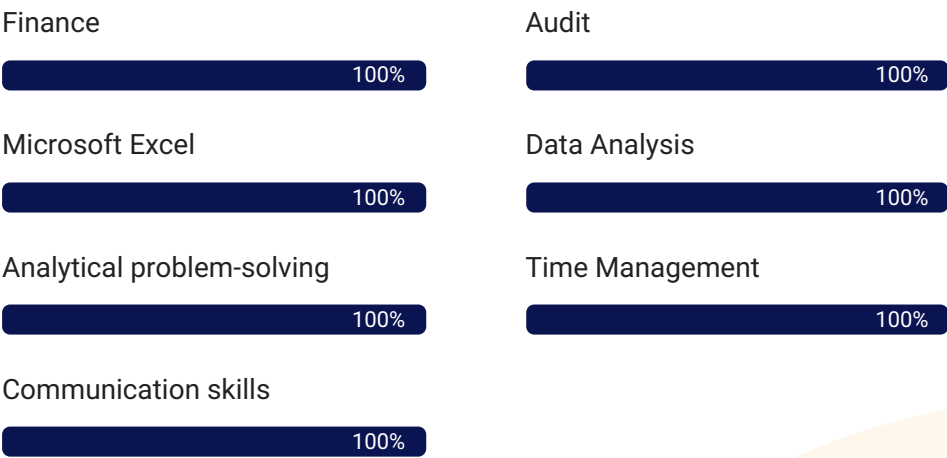 Finance
100%
Audit
100%
Microsoft Excel
100%
Data Analysis
100%
Analytical problem-solving
100%
Time Management
100%
Communication skills
100%